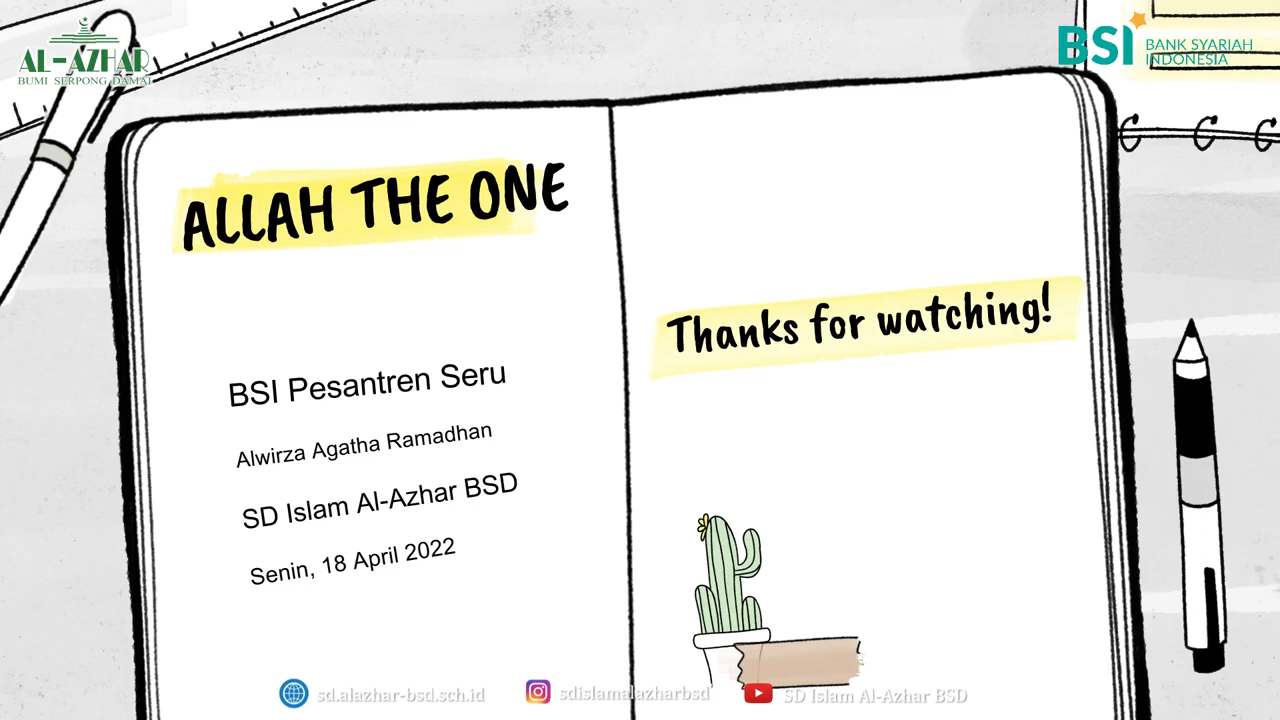 AL-AZHAR
BUMI SERPONG DAMAI
BSI BANK SYARIAH
INDONESIA
ALLAH THE ONE
BSI Pesantren Seru
Alwirza Agatha Ramadhan
SD Islam Al-Azhar BSD
Senin, 18 April 2022
Thanks for watching!
sd.alazhar-bsd.sch.id
sdislamalazharbsd
SD Islam Al-Azhar BSD